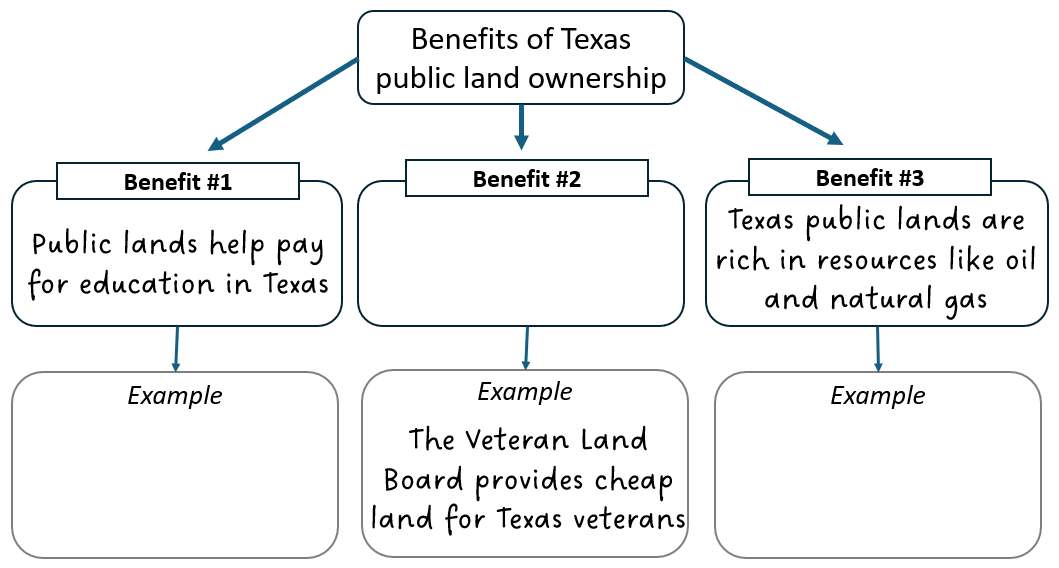 Benefits of Texas
public land ownership
Benefit #1
Public lands help pay
for education in Texas
Benefit #2
Benefit #3
Texas public lands are
rich in resources like oil
and natural gas
Example
Example
The Veteran Land
Board provides cheap
land for Texas veterans
Example